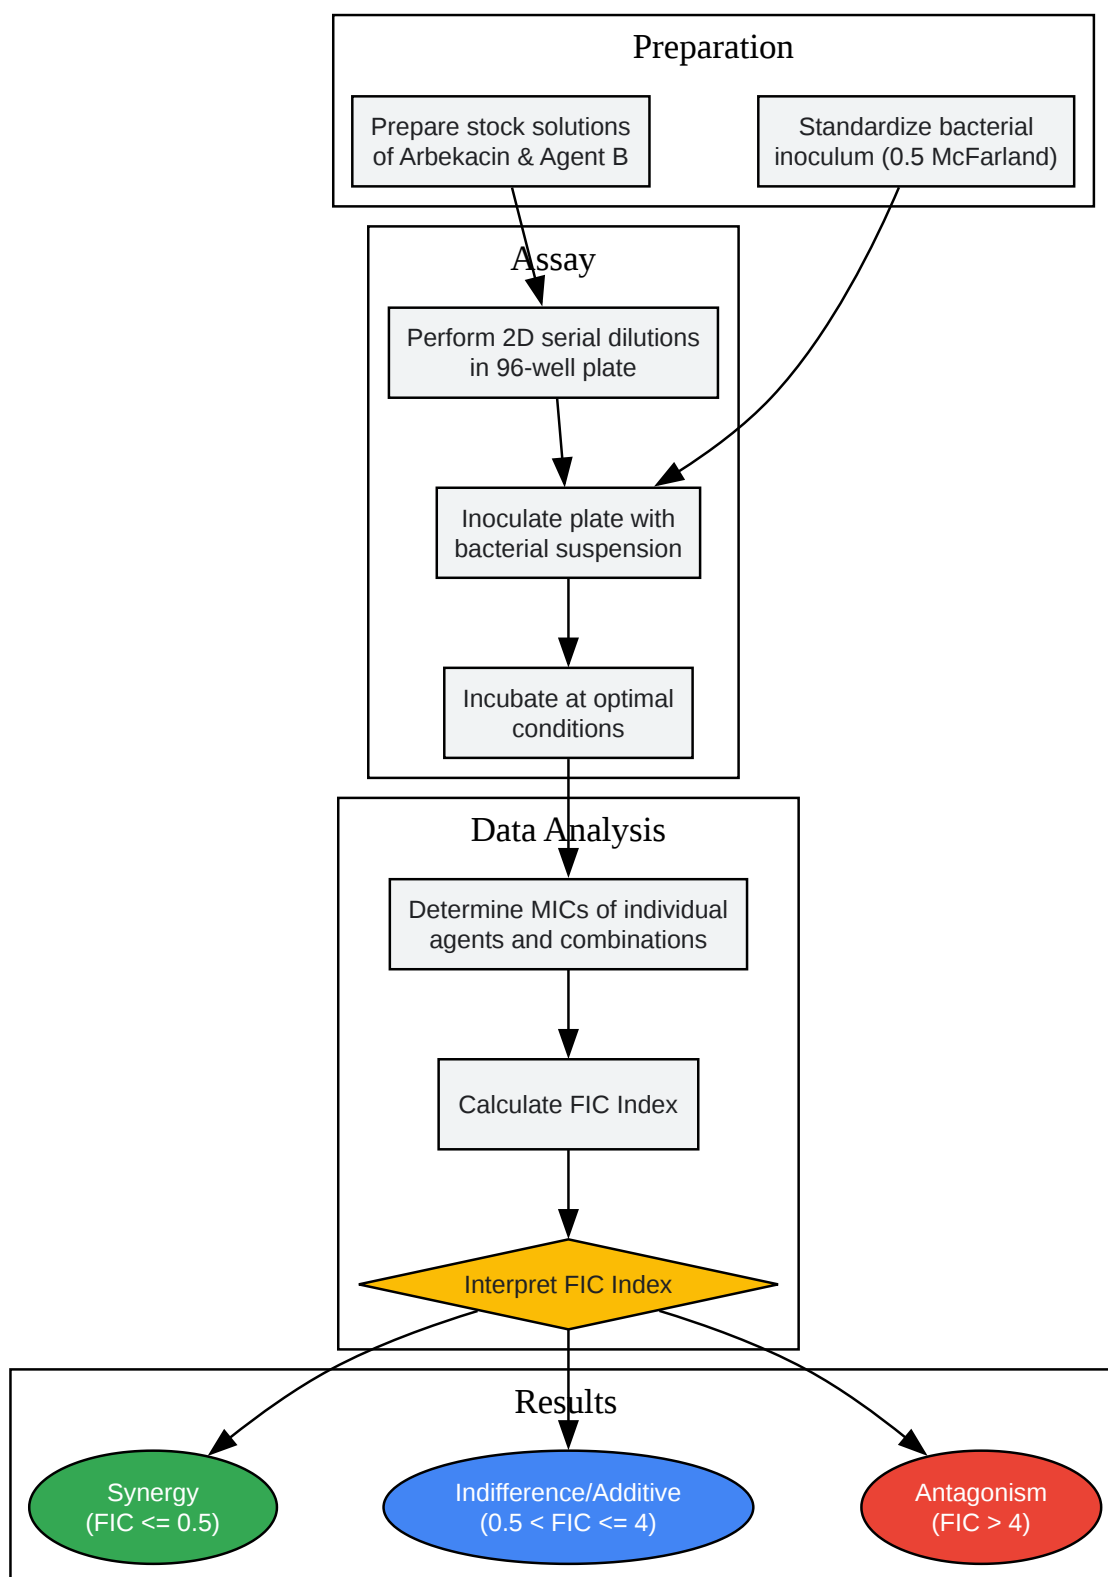 Preparation
Prepare stock solutions
of Arbekacin & Agent B
Standardize bacterial
inoculum (0.5 McFarland)
Assay
Perform 2D serial dilutions
in 96-well plate
Inoculate plate with
bacterial suspension
Incubate at optimal
conditions
Data Analysis
Determine MICs of individual
agents and combinations
Calculate FIC Index
Interpret FIC Index
Results
Synergy
(FIC <= 0.5)
Indifference/Additive
(0.5 < FIC <= 4)
Antagonism
(FIC > 4)